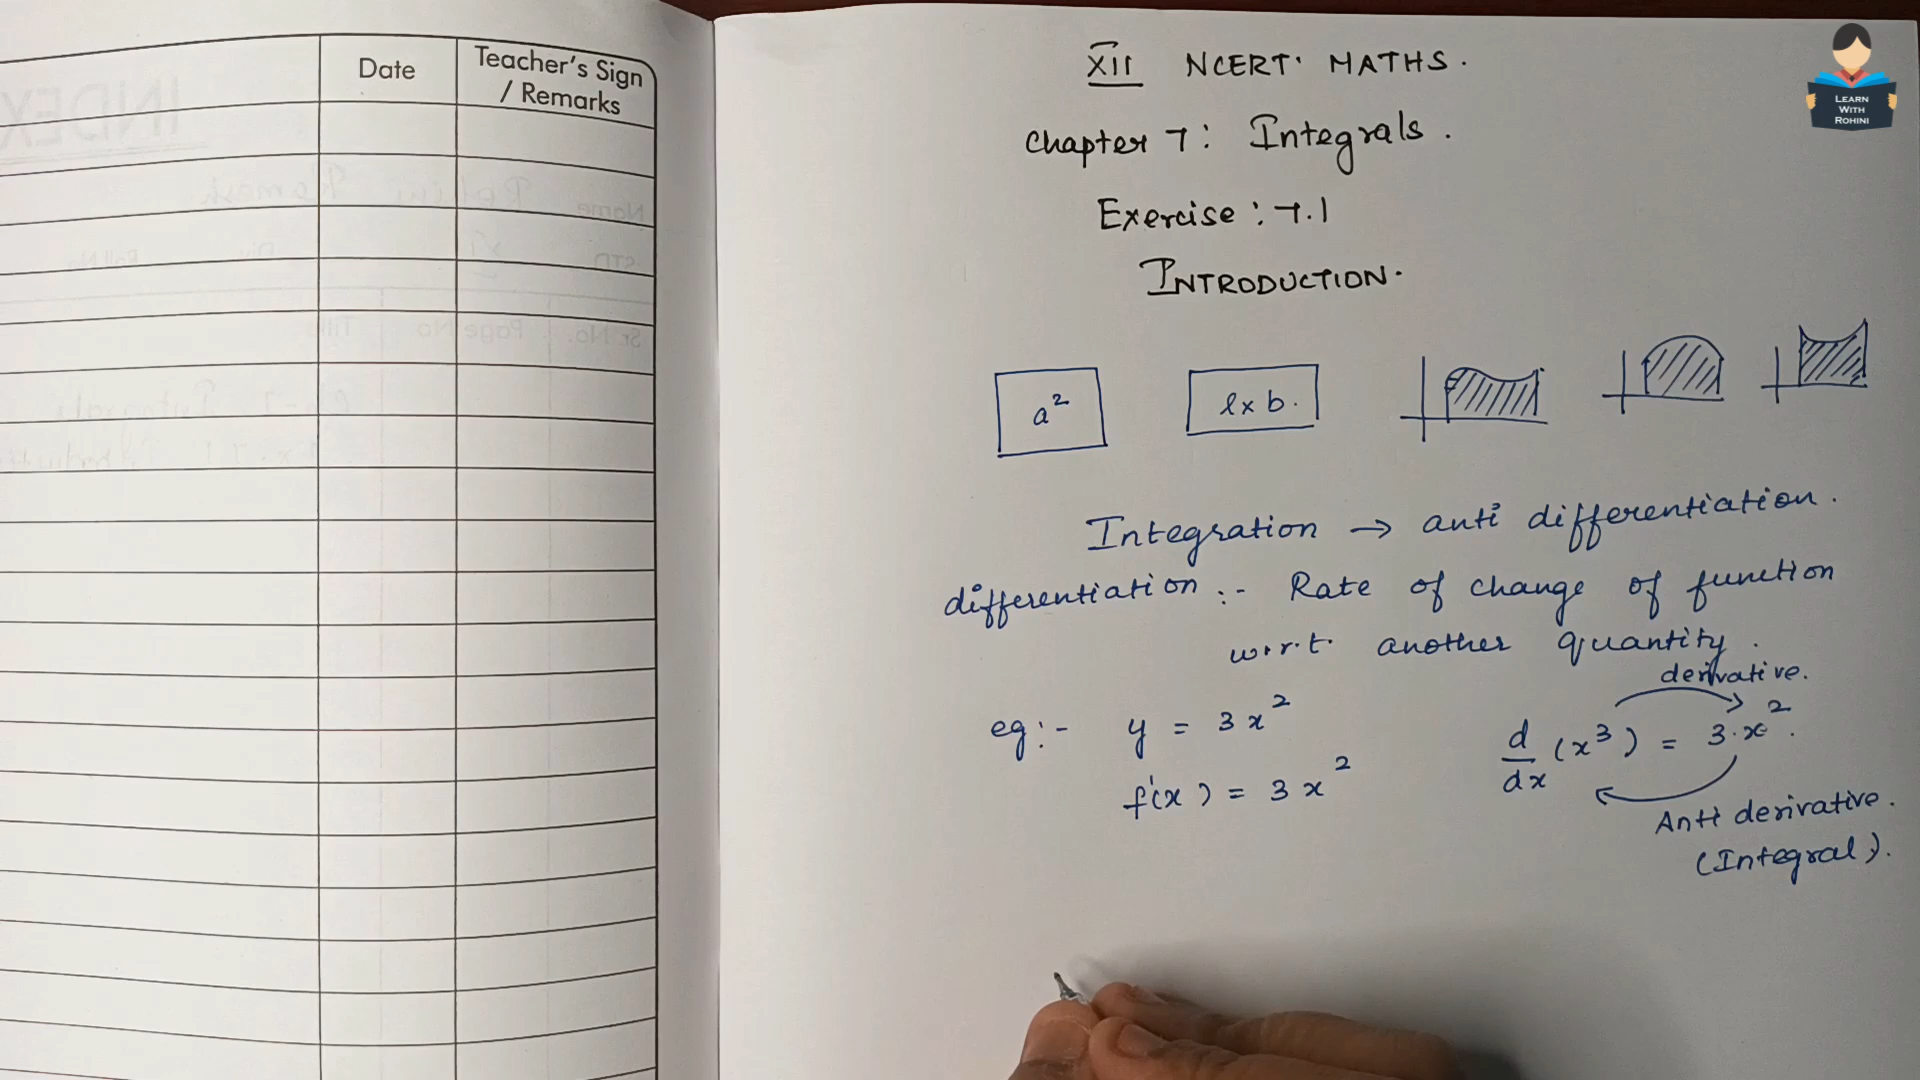 Date
Teacher's Sign
/ Remarks
LEARN
WITH
ROHINI
XII NCERT MATHS.
Chapter 7: Integrals.
Exercise: 7.1
INTRODUCTION.
a²
l x b.
Integration → anti differentiation.
differentiation :- Rate of change of function
w.r.t. another quantity.
derivative.
eg:- y = 3x²
d/dx (x³) = 3.x².
f'(x) = 3x²
Anti derivative.
(Integral).